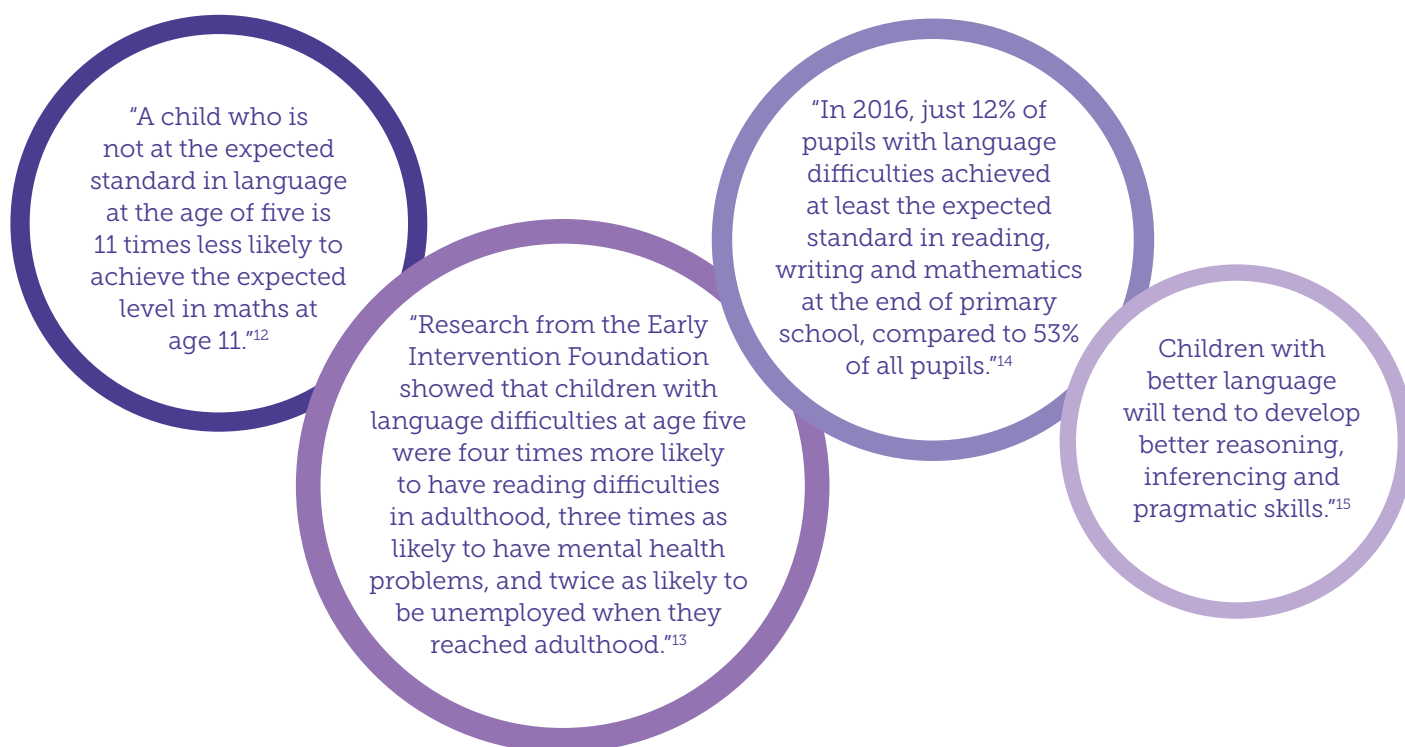 “A child who is
not at the expected
standard in language
at the age of five is
11 times less likely to
achieve the expected
level in maths at
age 11.”12
“Research from the Early
Intervention Foundation
showed that children with
language difficulties at age five
were four times more likely
to have reading difficulties
in adulthood, three times as
likely to have mental health
problems, and twice as likely to
be unemployed when they
reached adulthood.”13
“In 2016, just 12% of
pupils with language
difficulties achieved
at least the expected
standard in reading,
writing and mathematics
at the end of primary
school, compared to 53%
of all pupils.”14
Children with
better language
will tend to develop
better reasoning,
inferencing and
pragmatic skills.”15